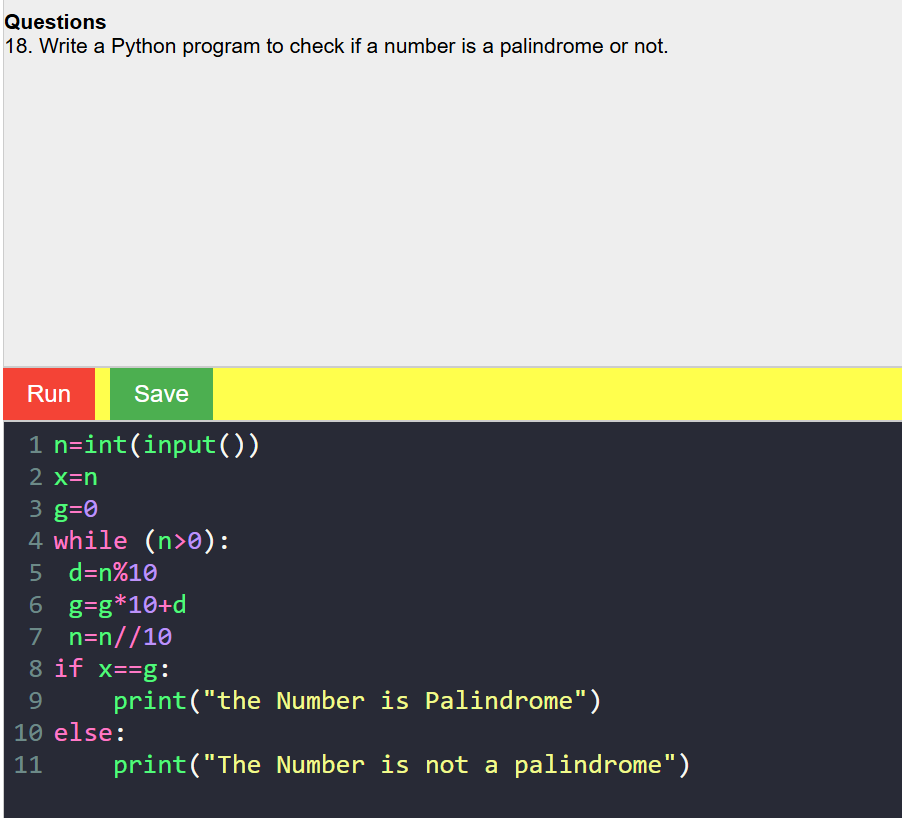 Questions
18. Write a Python program to check if a number is a palindrome or not.
Run Save
1 n=int(input())
2 x=n
3 g=0
4 while (n>0):
5  d=n%10
6  g=g*10+d
7  n=n//10
8 if x==g:
9     print("the Number is Palindrome")
10 else:
11     print("The Number is not a palindrome")